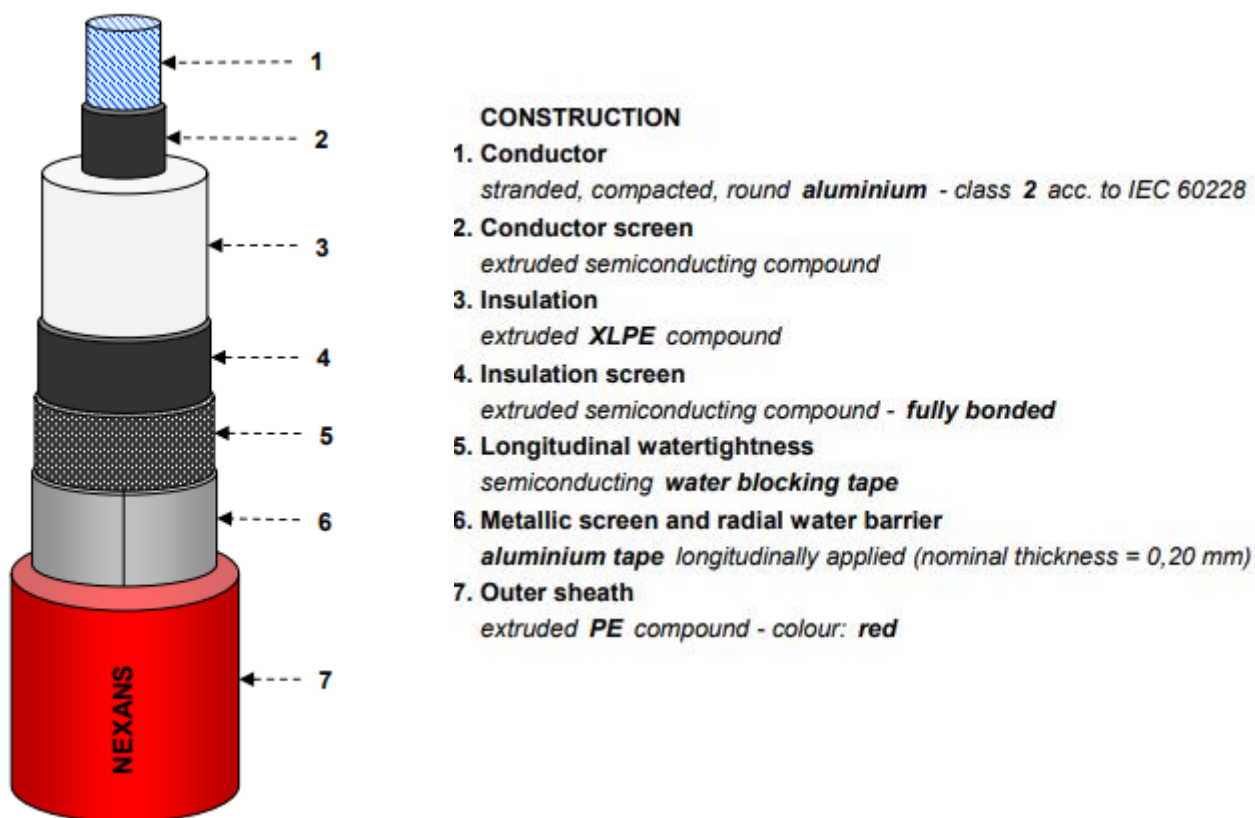 1
2
3
4
5
6
7
NEXANS
CONSTRUCTION
1. Conductor
stranded, compacted, round aluminium - class 2 acc. to IEC 60228
2. Conductor screen
extruded semiconducting compound
3. Insulation
extruded XLPE compound
4. Insulation screen
extruded semiconducting compound - fully bonded
5. Longitudinal watertightness
semiconducting water blocking tape
6. Metallic screen and radial water barrier
aluminium tape longitudinally applied (nominal thickness = 0,20 mm)
7. Outer sheath
extruded PE compound - colour: red